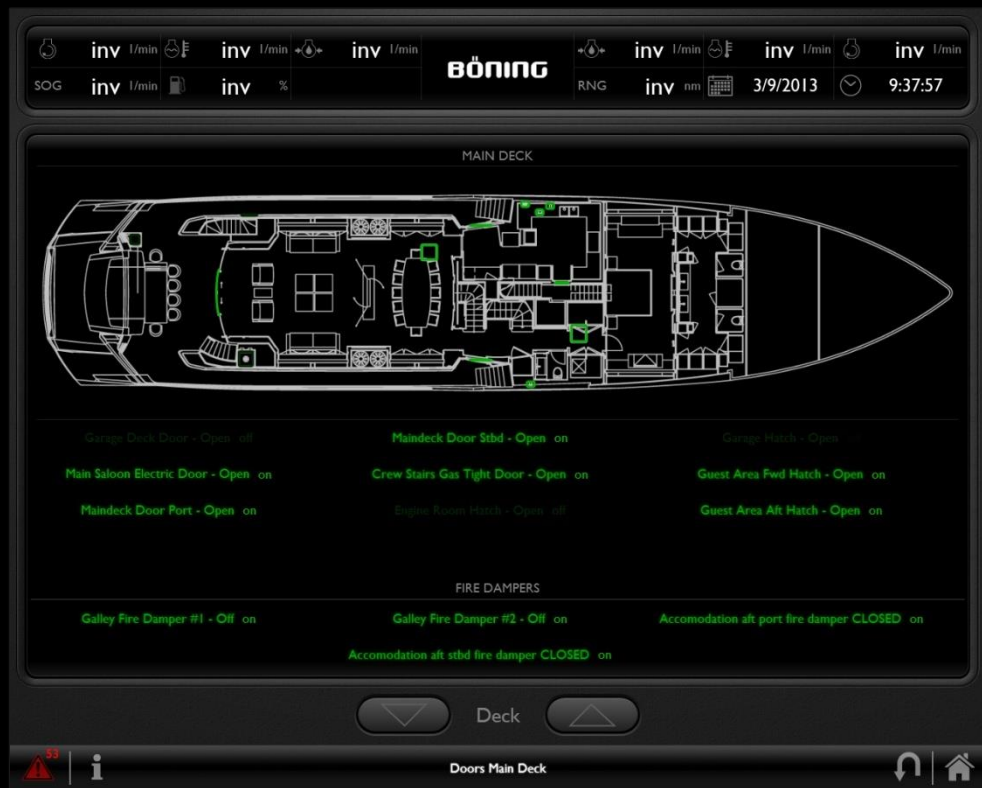 inv l/min inv l/min inv l/min BÖNING inv l/min inv l/min inv l/min
SOG inv l/min inv % RNG inv nm 3/9/2013 9:37:57
MAIN DECK
Garage Deck Door - Open off Maindeck Door Stbd - Open on Garage Hatch - Open
Main Saloon Electric Door - Open on Crew Stairs Gas Tight Door - Open on Guest Area Fwd Hatch - Open on
Maindeck Door Port - Open on Engine Room Hatch - Open off Guest Area Aft Hatch - Open on
FIRE DAMPERS
Galley Fire Damper #1 - Off on Galley Fire Damper #2 - Off on Accomodation aft port fire damper CLOSED on
Accomodation aft stbd fire damper CLOSED on
Deck
53 i Doors Main Deck